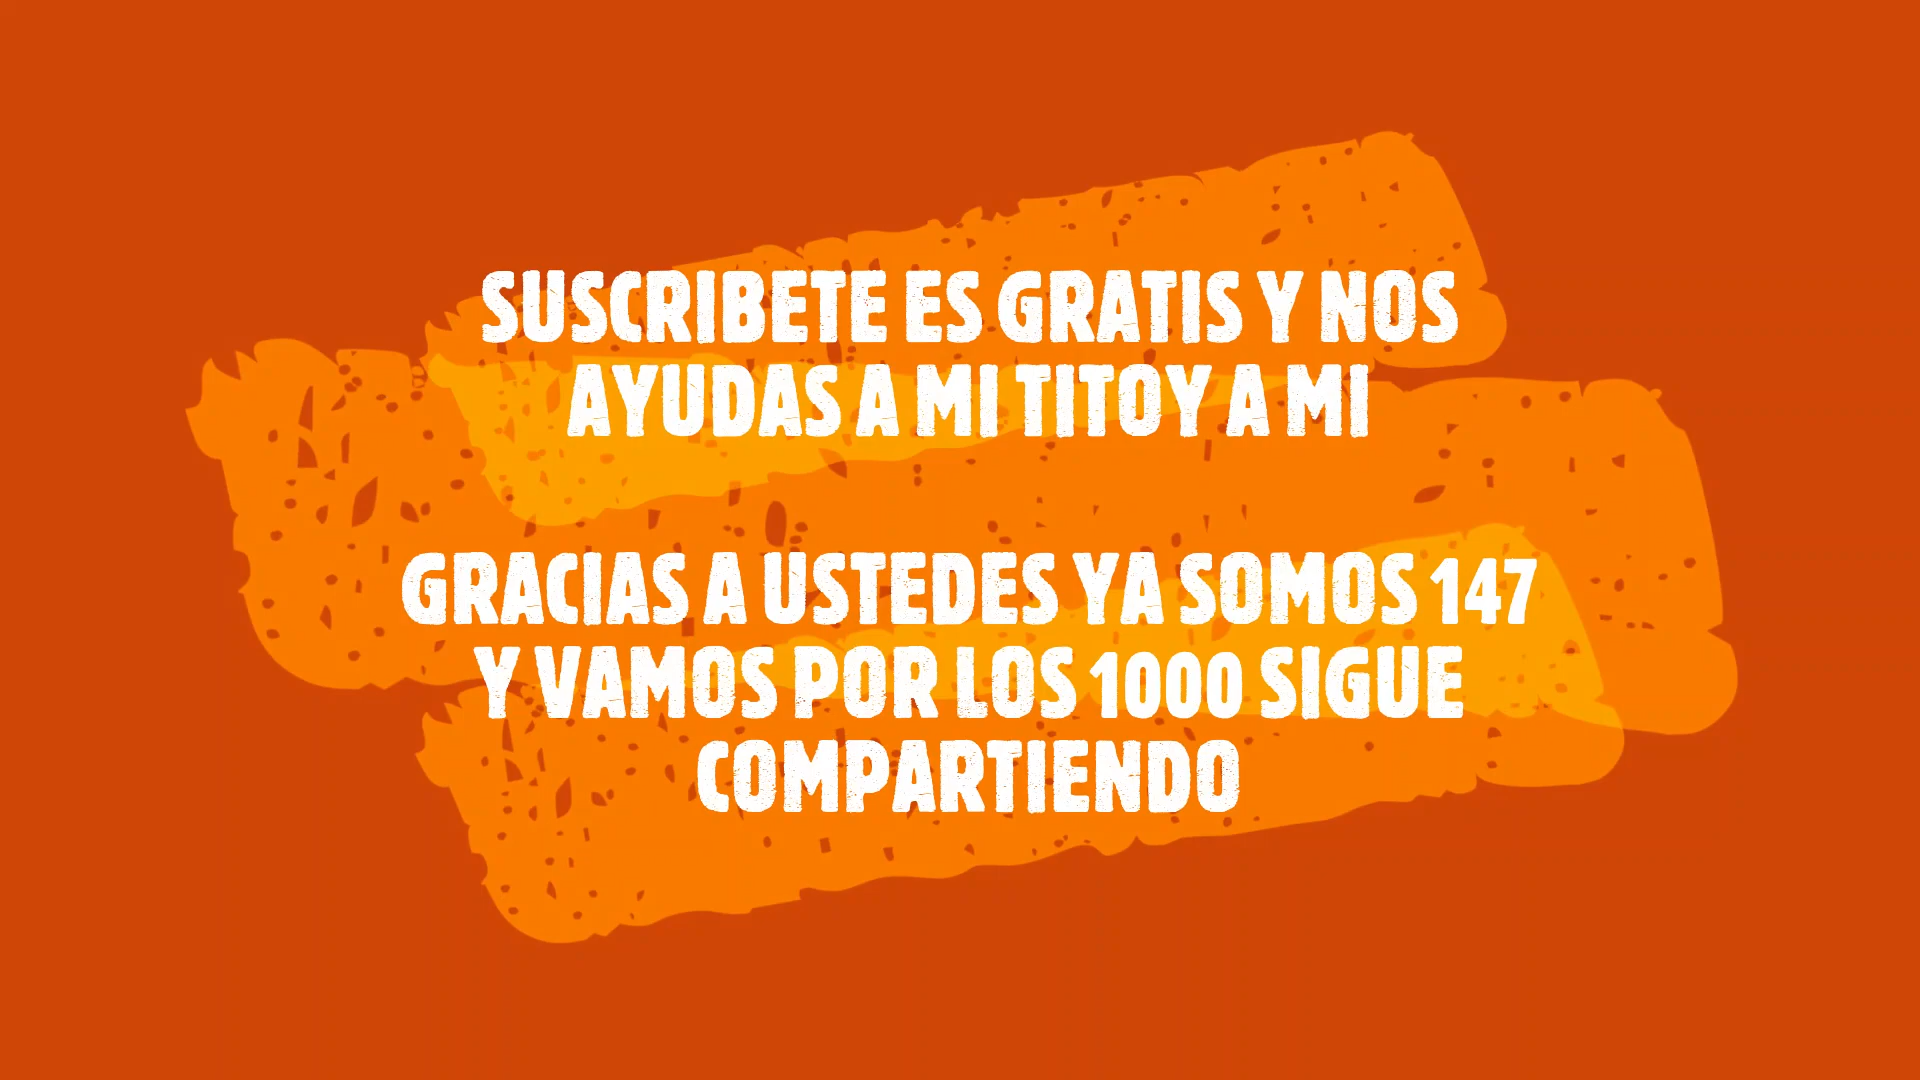 SUSCRIBETE ES GRATIS Y NOS
AYUDAS A MI TITOY A MI
GRACIAS A USTEDES YA SOMOS 147
Y VAMOS POR LOS 1000 SIGUE
COMPARTIENDO